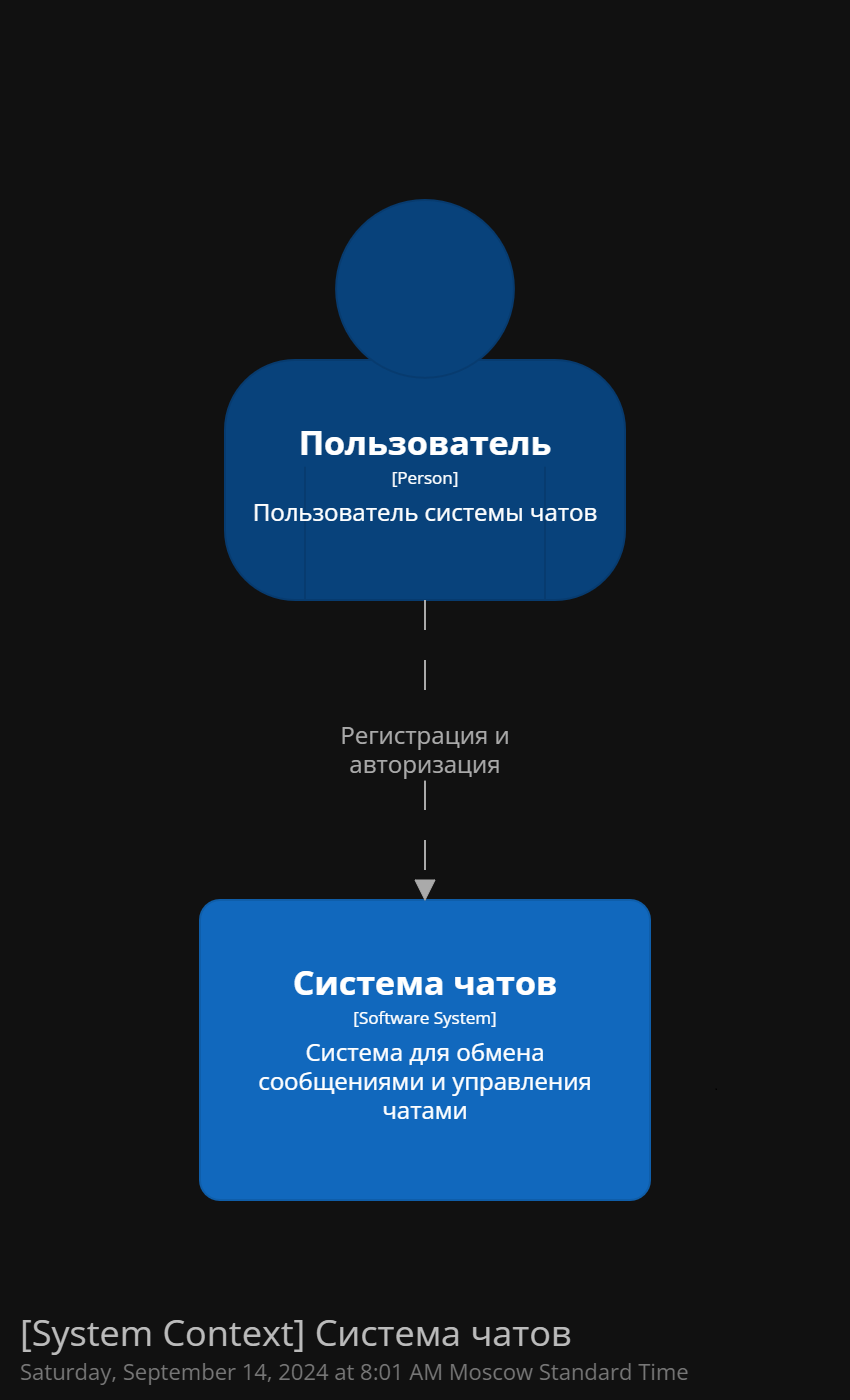 Пользователь
[Person]
Пользователь системы чатов
Регистрация и
авторизация
Система чатов
[Software System]
Система для обмена
сообщениями и управления
чатами
[System Context] Система чатов
Saturday, September 14, 2024 at 8:01 AM Moscow Standard Time